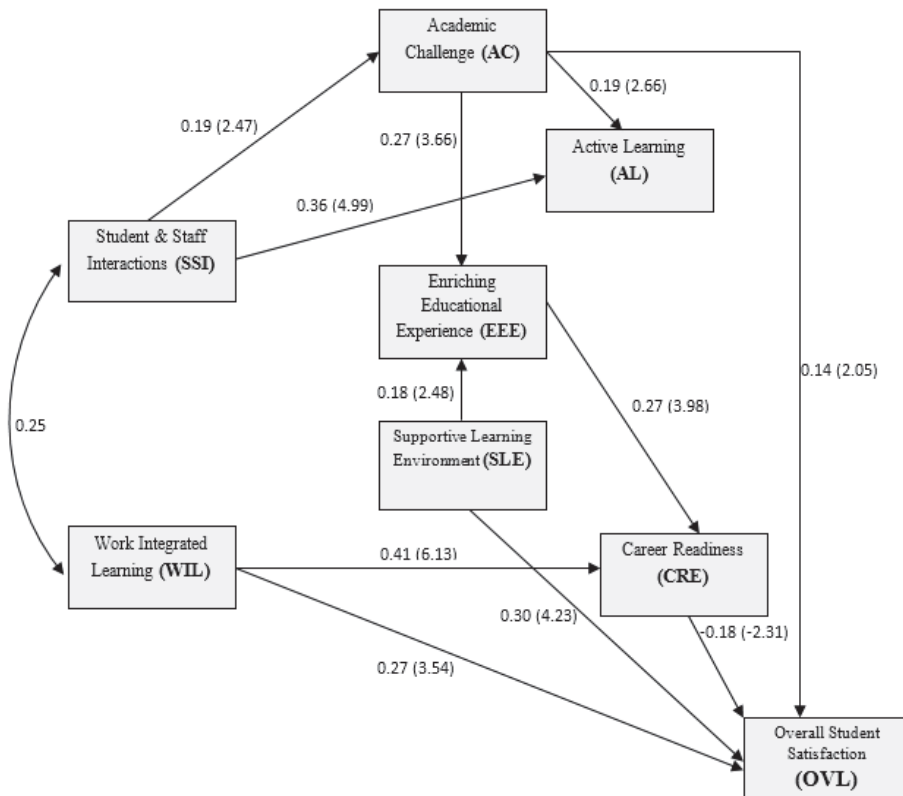 Academic
Challenge (AC)
0.19 (2.66)
0.19 (2.47)
0.27 (3.66)
Active Learning
(AL)
0.36 (4.99)
Student & Staff
Interactions (SSI)
Enriching
Educational
Experience (EEE)
0.14 (2.05)
0.18 (2.48)
0.27 (3.98)
0.25
Supportive Learning
Environment (SLE)
Work Integrated
Learning (WIL)
0.41 (6.13)
Career Readiness
(CRE)
0.30 (4.23)
-0.18 (-2.31)
0.27 (3.54)
Overall Student
Satisfaction
(OVL)